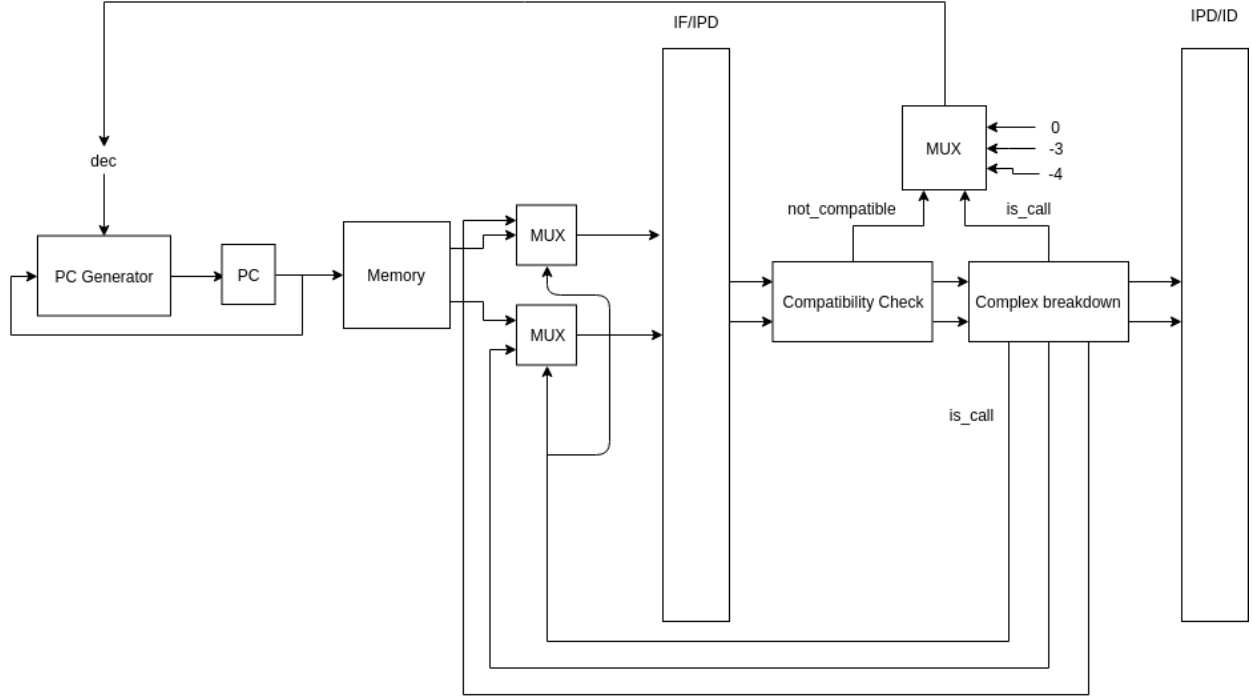 IF/IPD
IPD/ID
0
MUX
-3
-4
dec
not_compatible
is_call
MUX
PC Generator
PC
Memory
Compatibility Check
Complex breakdown
MUX
is_call